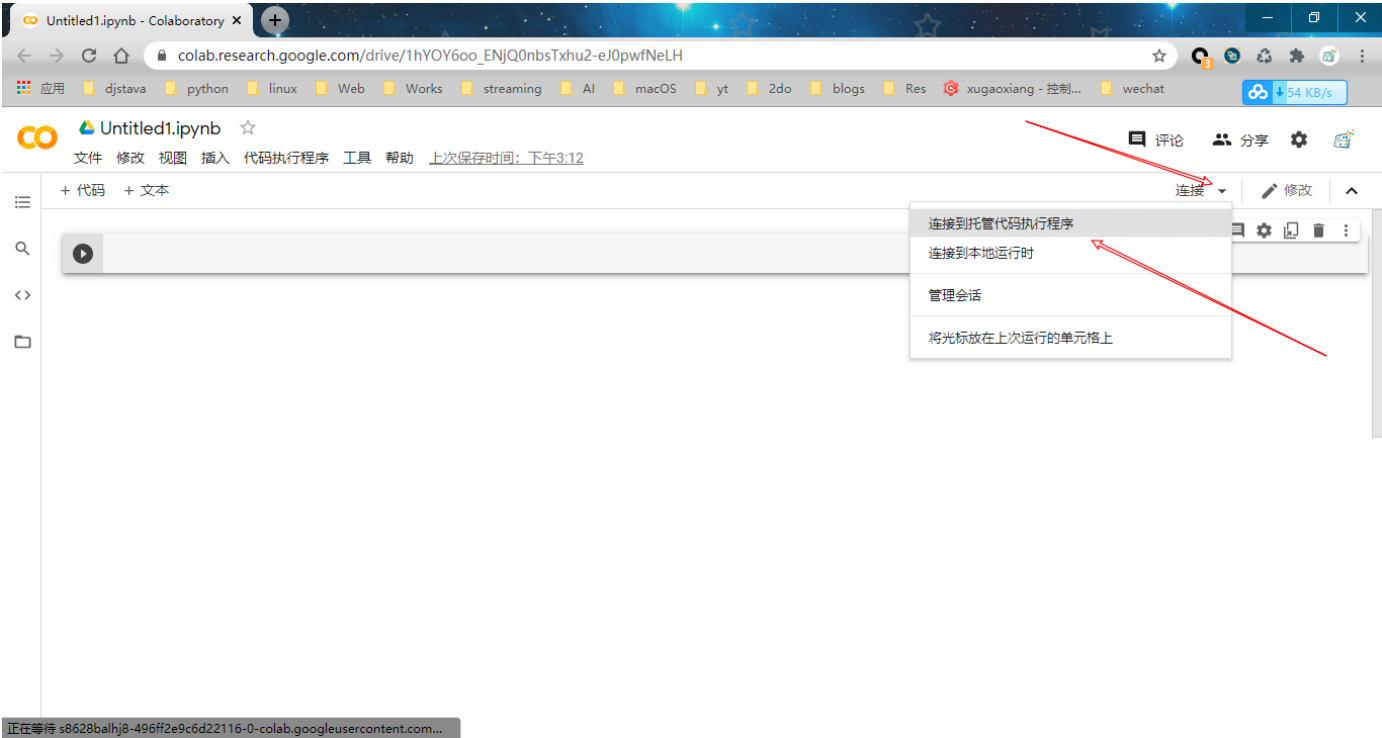 Untitled1.ipynb - Colaboratory
colab.research.google.com/drive/1hYOY6oo_ENjQ0nbsTxhu2-eJ0pwfNeLH
3
应用 djstava python linux Web Works streaming AI macOS yt 2do blogs Res xugaoxiang - 控制... wechat
54 KB/s
Untitled1.ipynb
评论 分享
文件 修改 视图 插入 代码执行程序 工具 帮助 上次保存时间：下午3:12
+ 代码 + 文本 连接 修改
连接到托管代码执行程序
连接到本地运行时
管理会话
将光标放在上次运行的单元格上
正在等待 s8628balhj8-496ff2e9c6d22116-0-colab.googleusercontent.com...